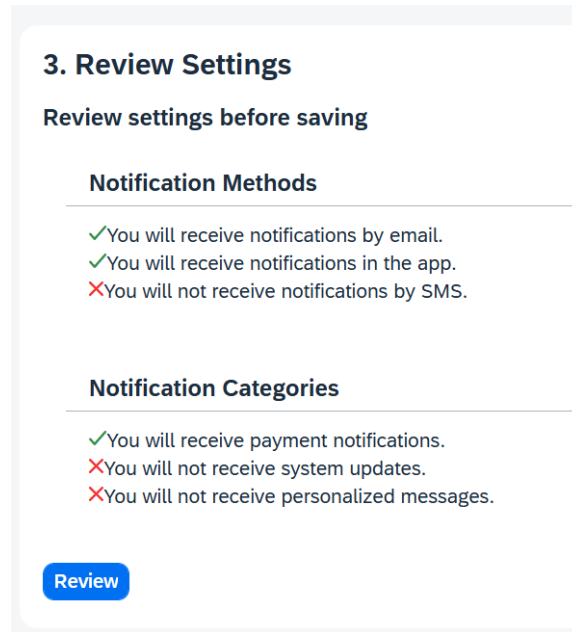 3. Review Settings
Review settings before saving
Notification Methods
You will receive notifications by email.
You will receive notifications in the app.
You will not receive notifications by SMS.
Notification Categories
You will receive payment notifications.
You will not receive system updates.
You will not receive personalized messages.
Review